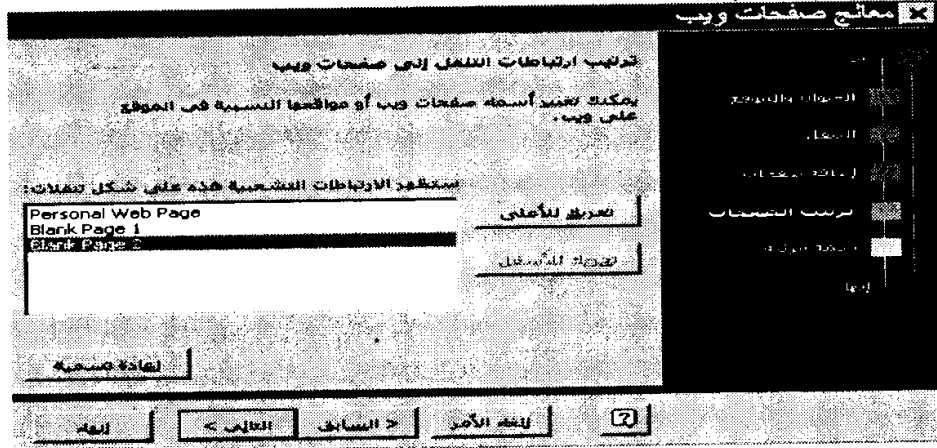 معالج صفحات ويب
ترتيب ارتباطات التنقل إلى صفحات ويب
يمكنك تغيير أسماء صفحات ويب أو مواقعها النسبية في الموقع
على ويب.
ستظهر الارتباطات التشعبية هذه على شكل تنقلات:
Personal Web Page
Blank Page 1
Blank Page 2
تحريك للأعلى
تحريك للأسفل
إعادة تسمية
العنوان والموقع
التنقل
إضافة صفحات
ترتيب الصفحات
إنهاء
إلغاء الأمر
< السابق
التالي >
إنهاء